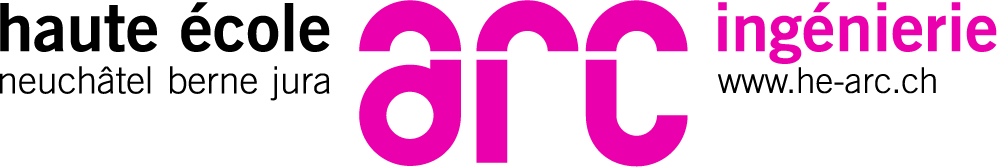 haute école
neuchâtel berne jura
arc
ingénierie
www.he-arc.ch